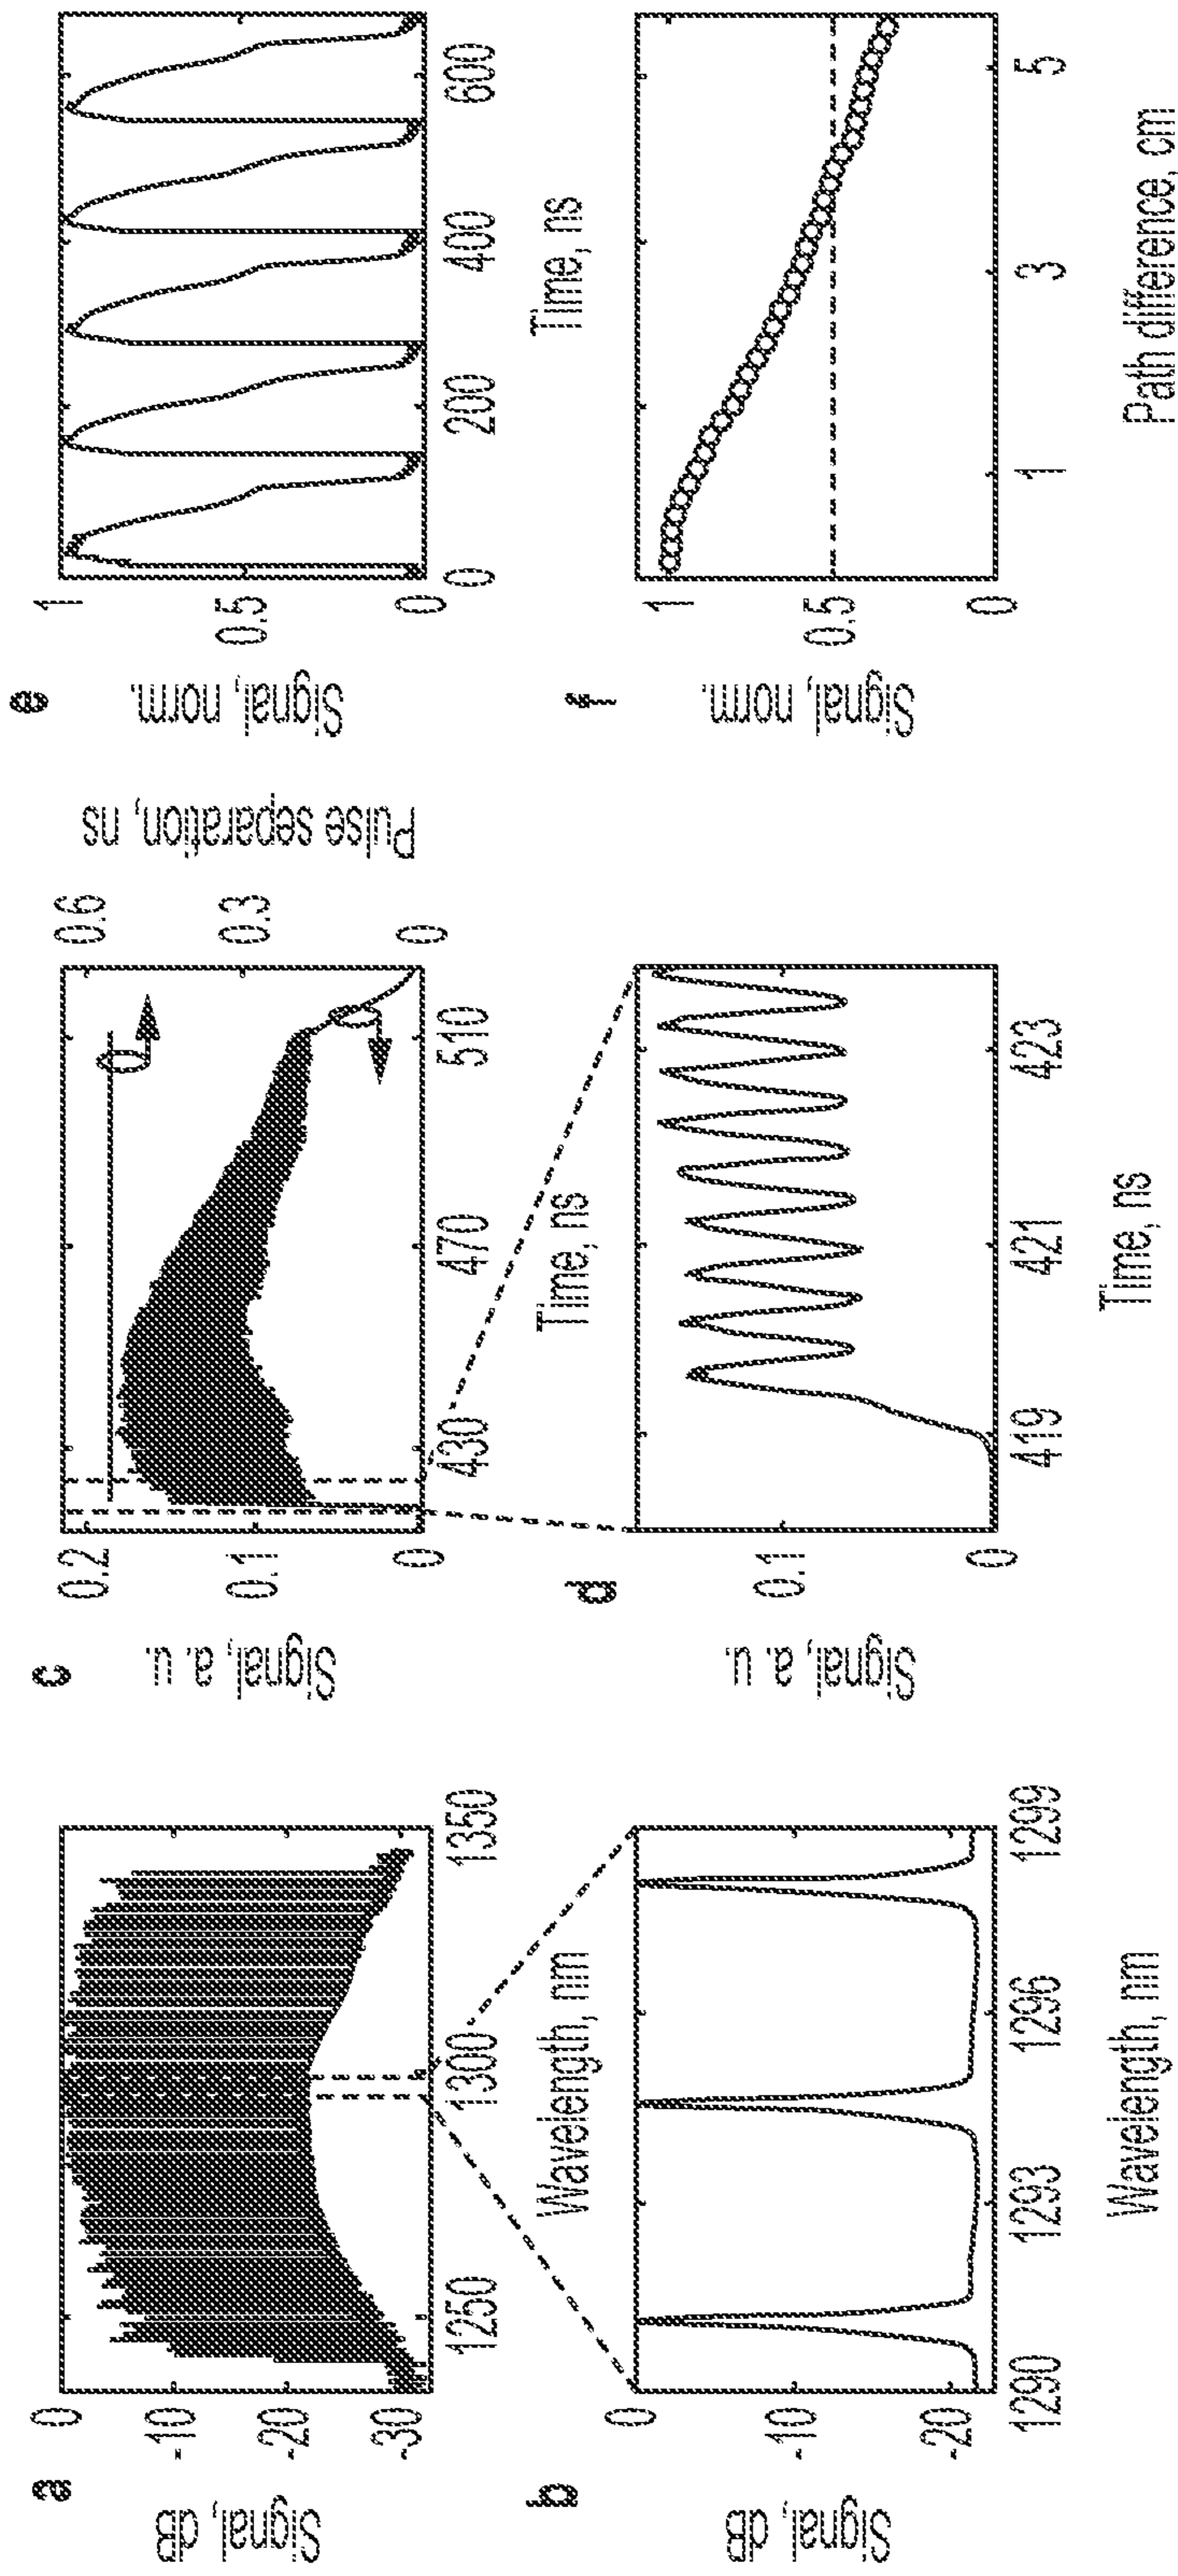 a
Signal, dB
0
-10
-20
-30
1250
1300
1350
Wavelength, nm
b
Signal, dB
0
-10
-20
1290
1293
1296
1299
Wavelength, nm
c
Signal, a. u.
0.2
0.1
0
430
470
510
Time, ns
0.6
0.3
0
Pulse separation, ns
d
Signal, a. u.
0.1
0
419
421
423
Time, ns
e
Signal, norm.
1
0.5
0
0
200
400
600
Time, ns
f
Signal, norm.
1
0.5
0
1
3
5
Path difference, cm